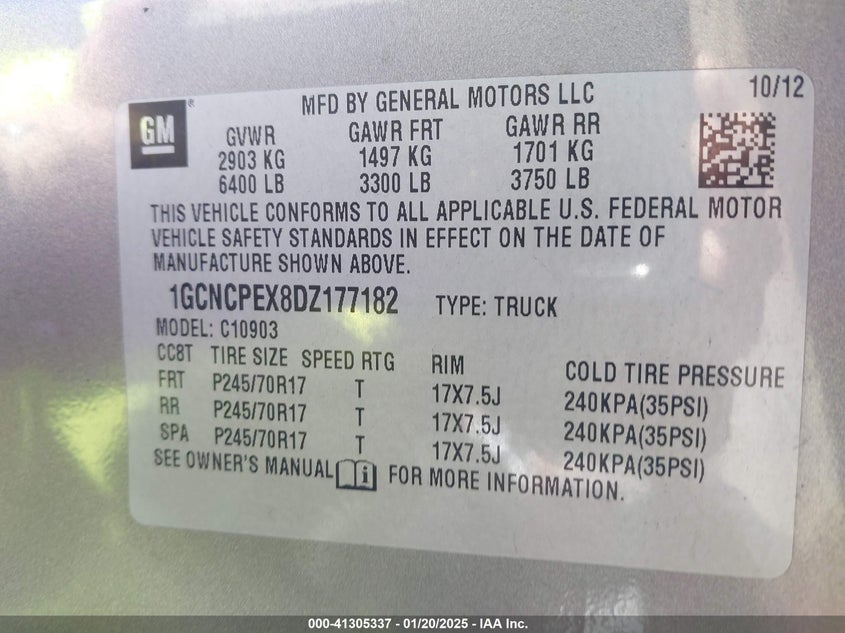 GM ®
MFD BY GENERAL MOTORS LLC 10/12
GVWR GAWR FRT GAWR RR
2903 KG 1497 KG 1701 KG
6400 LB 3300 LB 3750 LB
THIS VEHICLE CONFORMS TO ALL APPLICABLE U.S. FEDERAL MOTOR
VEHICLE SAFETY STANDARDS IN EFFECT ON THE DATE OF
MANUFACTURE SHOWN ABOVE.
1GCNCPEX8DZ177182 TYPE: TRUCK
MODEL: C10903
CC8T TIRE SIZE SPEED RTG RIM COLD TIRE PRESSURE
FRT P245/70R17 T 17X7.5J 240KPA(35PSI)
RR P245/70R17 T 17X7.5J 240KPA(35PSI)
SPA P245/70R17 T 17X7.5J 240KPA(35PSI)
SEE OWNER'S MANUAL i FOR MORE INFORMATION.
000-41305337 - 01/20/2025 - IAA Inc.